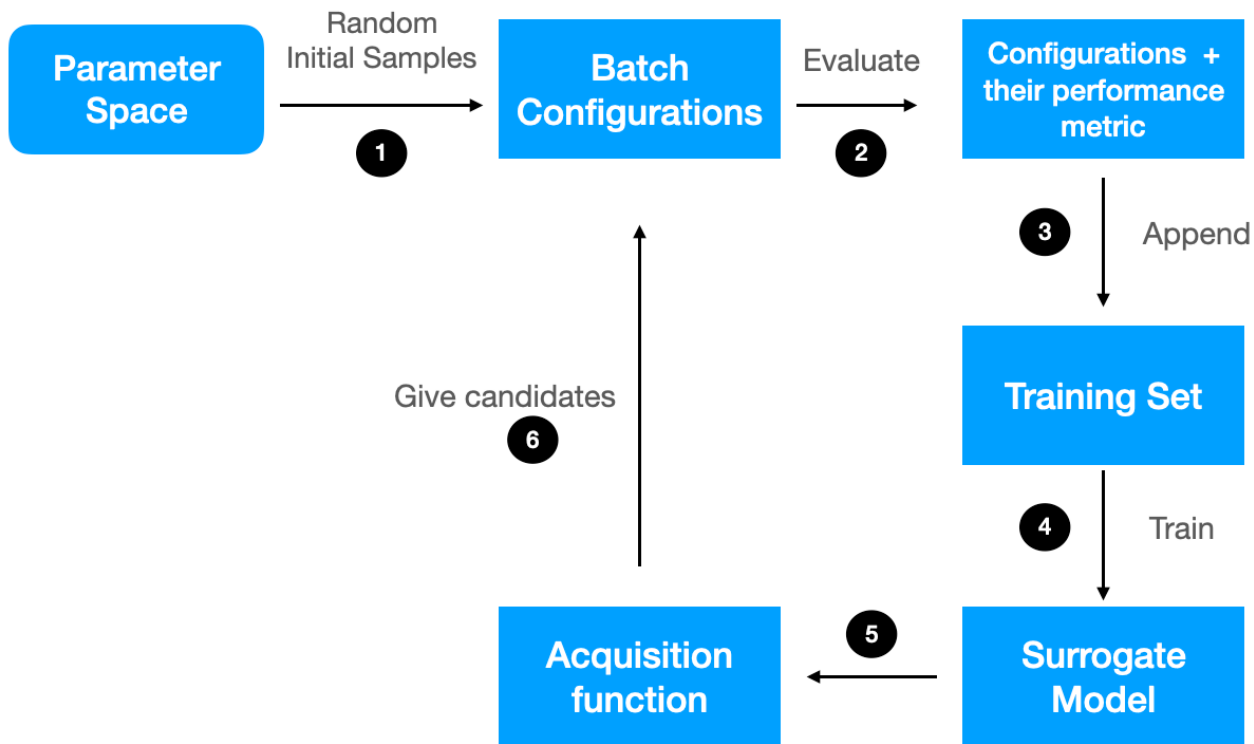 Parameter
Space
Random
Initial Samples
1
Batch
Configurations
Evaluate
2
Configurations +
their performance
metric
3
Append
Training Set
4
Train
Surrogate
Model
5
Acquisition
function
Give candidates
6